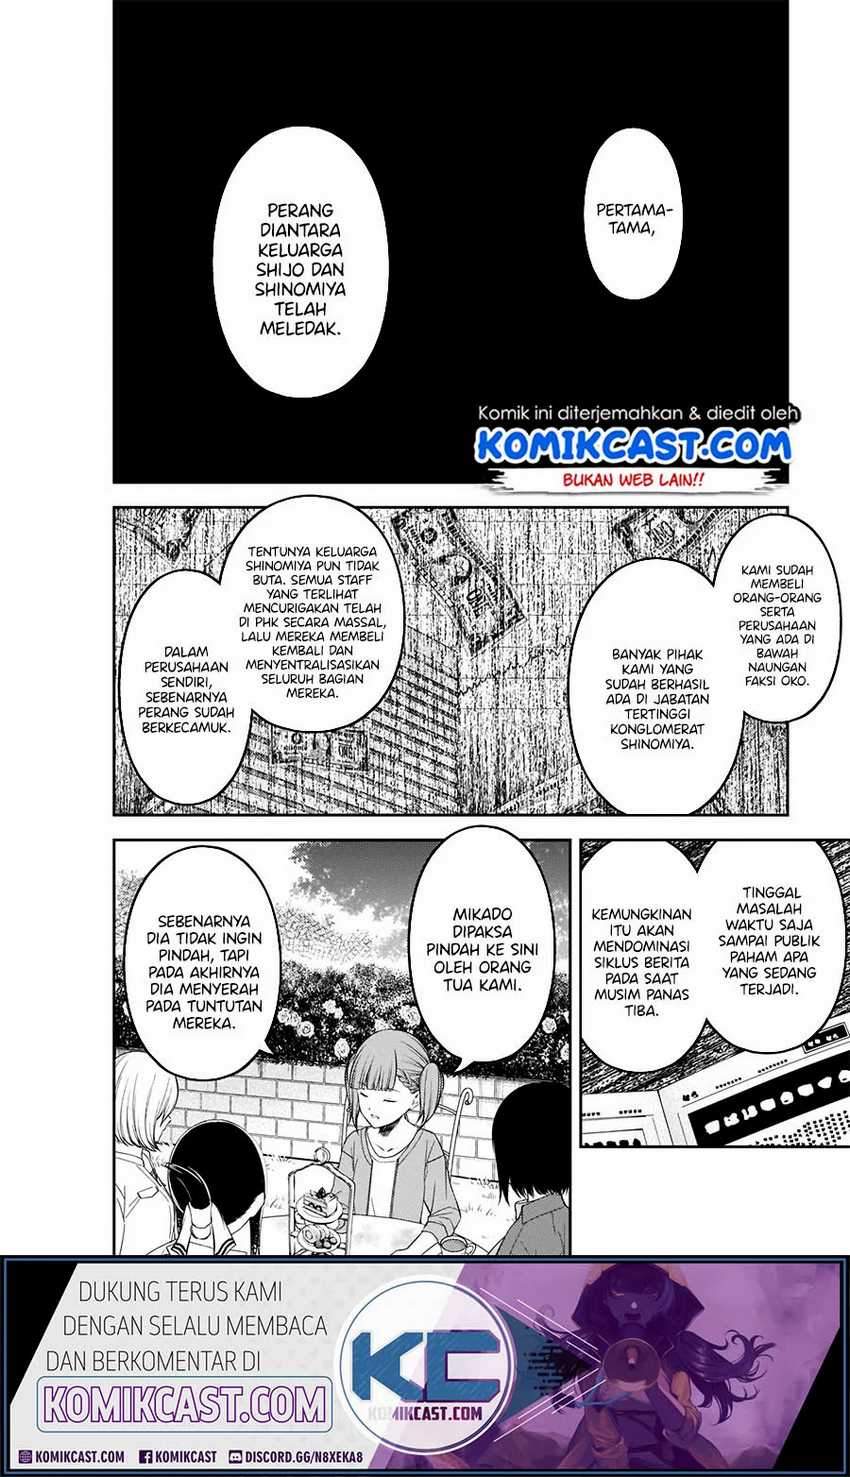 PERTAMA-
TAMA,
PERANG
DIANTARA
KELUARGA
SHIJO DAN
SHINOMIYA
TELAH
MELEDAK.
Komik ini diterjemahkan & diedit oleh
KOMIKCAST.COM
BUKAN WEB LAIN!!
KAMI SUDAH
MEMBELI
ORANG-ORANG
SERTA
PERUSAHAAN
YANG ADA DI
BAWAH
NAUNGAN
FAKSI OKO.
BANYAK PIHAK
KAMI YANG
SUDAH BERHASIL
ADA DI JABATAN
TERTINGGI
KONGLOMERAT
SHINOMIYA.
TENTUNYA KELUARGA
SHINOMIYA PUN TIDAK
BUTA. SEMUA STAFF
YANG TERLIHAT
MENCURIGAKAN TELAH
DI PHK SECARA MASSAL,
LALU MEREKA MEMBELI
KEMBALI DAN
MENYENTRALISASIKAN
SELURUH BAGIAN
MEREKA.
DALAM
PERUSAHAAN
SENDIRI,
SEBENARNYA
PERANG SUDAH
BERKECAMUK.
TINGGAL
MASALAH
WAKTU SAJA
SAMPAI PUBLIK
PAHAM APA
YANG SEDANG
TERJADI.
KEMUNGKINAN
ITU AKAN
MENDOMINASI
SIKLUS BERITA
PADA SAAT
MUSIM PANAS
TIBA.
MIKADO
DIPAKSA
PINDAH KE SINI
OLEH ORANG
TUA KAMI.
SEBENARNYA
DIA TIDAK INGIN
PINDAH, TAPI
PADA AKHIRNYA
DIA MENYERAH
PADA TUNTUTAN
MEREKA.
DUKUNG TERUS KAMI
DENGAN SELALU MEMBACA
DAN BERKOMENTAR DI
KOMIKCAST.COM
KC
KOMIKCAST.COM
KOMIKCAST.COM KOMIKCAST DISCORD.GG/N8XEKA8